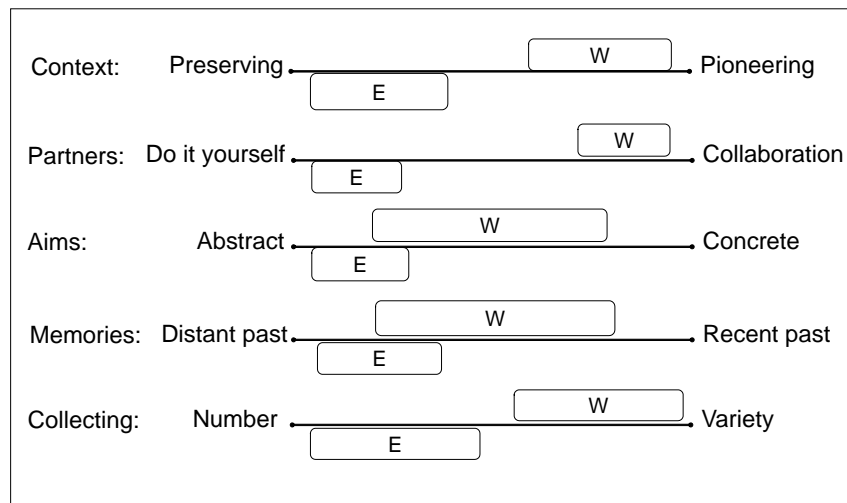 W
Context: Preserving Pioneering
E
W
Partners: Do it yourself Collaboration
E
W
Aims: Abstract Concrete
E
W
Memories: Distant past Recent past
E
W
Collecting: Number Variety
E